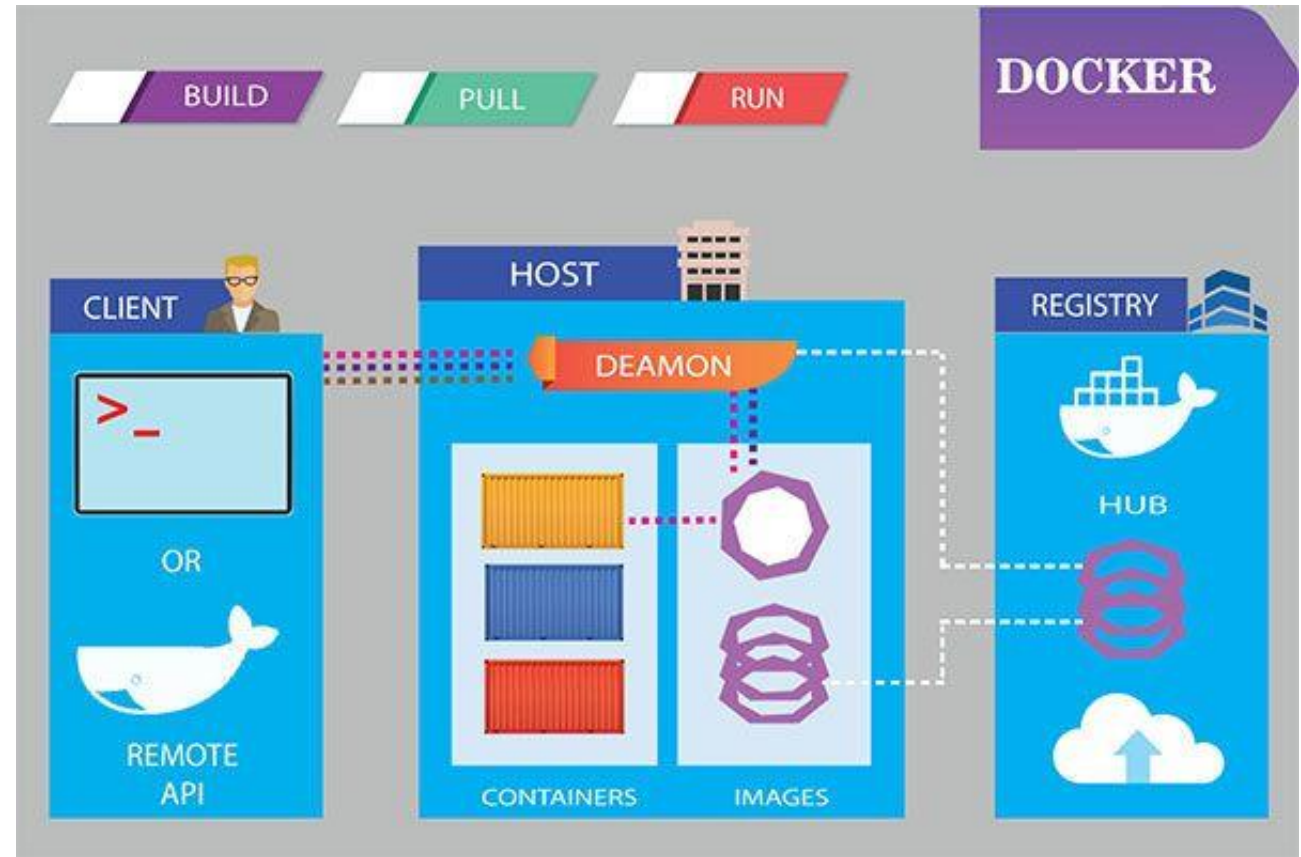 BUILD
PULL
RUN
DOCKER
CLIENT
HOST
REGISTRY
DEAMON
>_
OR
REMOTE
API
CONTAINERS
IMAGES
HUB